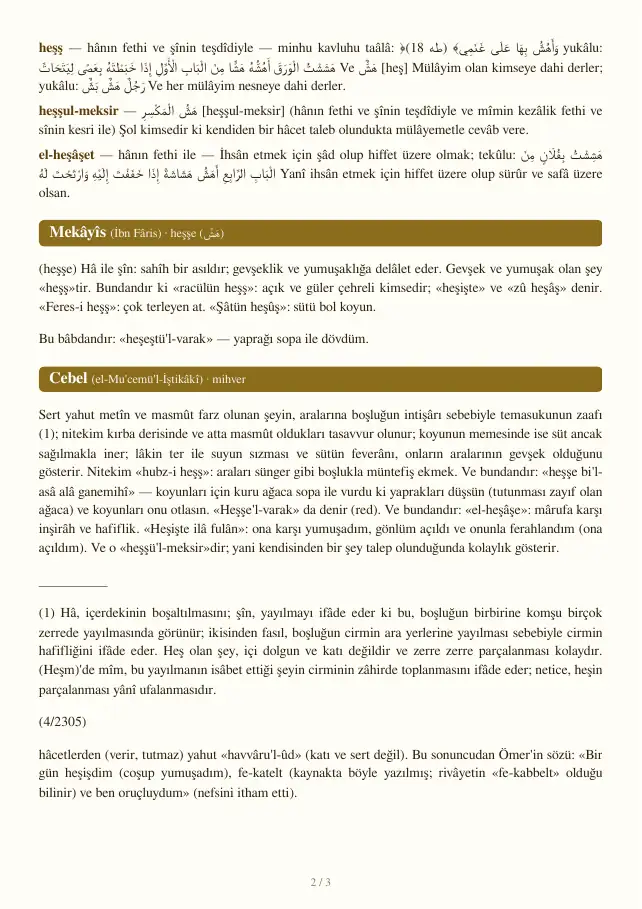 heşş — hânın fethi ve şînin teşdîdiyle — minhu kavluhu taâlâ: ﴿وَأَهُشُّ بِهَا عَلَى غَنَمِي﴾ (طه 18) yukâlu:
هَشَشْتُ الْوَرَقَ أَهُشُّهُ هَشًّا مِنَ الْبَابِ الْأَوَّلِ إِذَا خَبَطْتَهُ بِعَصًى لِيَتَحَاتَّ Ve هَشٌّ [heş] Mülâyim olan kimseye dahi derler;
yukâlu: رَجُلٌ هَشٌّ بَشٌّ Ve her mülâyim nesneye dahi derler.
heşşul-meksir — هَشُّ الْمَكْسِرِ [heşşul-meksir] (hânın fethi ve şînin teşdîdiyle ve mîmin kezâlik fethi ve
sînin kesri ile) Şol kimsedir ki kendiden bir hâcet taleb olundukta mülâyemetle cevâb vere.
el-heşâşet — hânın fethi ile — İhsân etmek için şâd olup hiffet üzere olmak; tekûlu: هَشِشْتُ بِفُلَانٍ مِنَ
الْبَابِ الرَّابِعِ أَهَشُّ هَشَاشَةً إِذَا خَفَفْتَ إِلَيْهِ وَارْتَحْتَ لَهُ Yanî ihsân etmek için hiffet üzere olup sürûr ve safâ üzere
olsan.
Mekâyîs (İbn Fâris) · heşşe (هَشَّ)
(heşşe) Hâ ile şîn: sahîh bir asıldır; gevşeklik ve yumuşaklığa delâlet eder. Gevşek ve yumuşak olan şey
«heşş»tir. Bundandır ki «racülün heşş»: açık ve güler çehreli kimsedir; «heşişte» ve «zû heşâş» denir.
«Feres-i heşş»: çok terleyen at. «Şâtün heşûş»: sütü bol koyun.
Bu bâbdandır: «heşeştü'l-varak» — yaprağı sopa ile dövdüm.
Cebel (el-Mu'cemü'l-İştikâkî) · mihver
Sert yahut metîn ve masmût farz olunan şeyin, aralarına boşluğun intişârı sebebiyle temasukunun zaafı
(1); nitekim kırba derisinde ve atta masmût oldukları tasavvur olunur; koyunun memesinde ise süt ancak
sağılmakla iner; lâkin ter ile suyun sızması ve sütün feverânı, onların aralarının gevşek olduğunu
gösterir. Nitekim «hubz-i heşş»: araları sünger gibi boşlukla müntefiş ekmek. Ve bundandır: «heşşe bi'l-
asâ alâ ganemihî» — koyunları için kuru ağaca sopa ile vurdu ki yaprakları düşsün (tutunması zayıf olan
ağaca) ve koyunları onu otlasın. «Heşşe'l-varak» da denir (red). Ve bundandır: «el-heşâşe»: mârufa karşı
inşirâh ve hafiflik. «Heşişte ilâ fulân»: ona karşı yumuşadım, gönlüm açıldı ve onunla ferahlandım (ona
açıldım). Ve o «heşşü'l-meksir»dir; yani kendisinden bir şey talep olunduğunda kolaylık gösterir.
(1) Hâ, içerdekinin boşaltılmasını; şîn, yayılmayı ifâde eder ki bu, boşluğun birbirine komşu birçok
zerrede yayılmasında görünür; ikisinden fasıl, boşluğun cirmin ara yerlerine yayılması sebebiyle cirmin
hafifliğini ifâde eder. Heş olan şey, içi dolgun ve katı değildir ve zerre zerre parçalanması kolaydır.
(Heşm)'de mîm, bu yayılmanın isâbet ettiği şeyin cirminin zâhirde toplanmasını ifâde eder; netice, heşin
parçalanması yânî ufalanmasıdır.
(4/2305)
hâcetlerden (verir, tutmaz) yahut «havvâru'l-ûd» (katı ve sert değil). Bu sonuncudan Ömer'in sözü: «Bir
gün heşişdim (coşup yumuşadım), fe-katelt (kaynakta böyle yazılmış; rivâyetin «fe-kabbelt» olduğu
bilinir) ve ben oruçluydum» (nefsini itham etti).
2 / 3